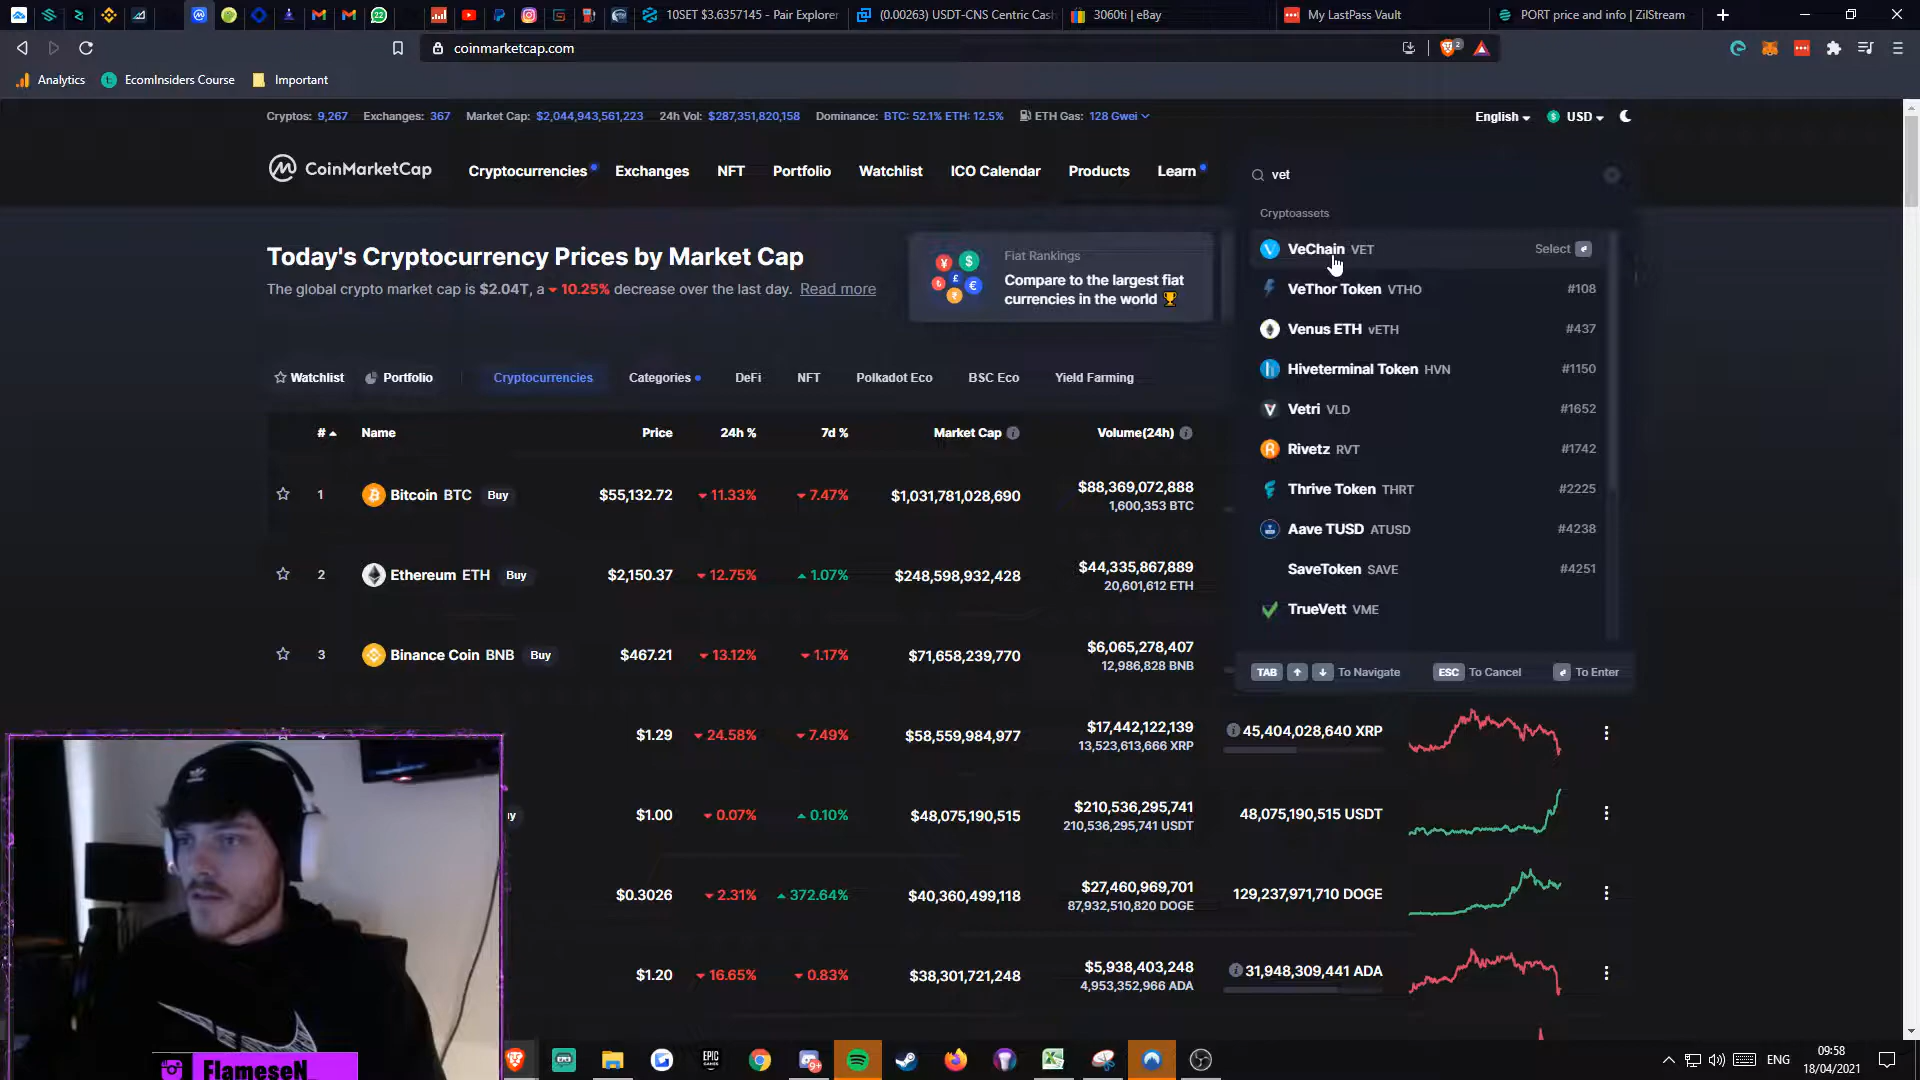 10SET $3.6357145 - Pair Explorer
(0.00263) USDT-CNS Centric Cas
3060ti | eBay
My LastPass Vault
PORT price and info | ZilStream
coinmarketcap.com
2
Analytics
EcomInsiders Course
Important
Cryptos: 9,267 Exchanges: 367 Market Cap: $2,044,943,561,223 24h Vol: $287,351,820,158 Dominance: BTC: 52.1% ETH: 12.5% ETH Gas: 128 Gwei
English USD
CoinMarketCap
Cryptocurrencies Exchanges NFT Portfolio Watchlist ICO Calendar Products Learn
vet
Cryptoassets
VeChain VET Select
VeThor Token VTHO #108
Venus ETH vETH #437
Hiveterminal Token HVN #1150
Vetri VLD #1652
Rivetz RVT #1742
Thrive Token THRT #2225
Aave TUSD ATUSD #4238
SaveToken SAVE #4251
TrueVett VME
TAB To Navigate ESC To Cancel To Enter
Today's Cryptocurrency Prices by Market Cap
The global crypto market cap is $2.04T, a 10.25% decrease over the last day. Read more
Fiat Rankings
Compare to the largest fiat
currencies in the world
Watchlist Portfolio Cryptocurrencies Categories DeFi NFT Polkadot Eco BSC Eco Yield Farming
# Name Price 24h % 7d % Market Cap Volume(24h)
1 Bitcoin BTC Buy $55,132.72 11.33% 7.47% $1,031,781,028,690 $88,369,072,888
1,600,353 BTC
2 Ethereum ETH Buy $2,150.37 12.75% 1.07% $248,598,932,428 $44,335,867,889
20,601,612 ETH
3 Binance Coin BNB Buy $467.21 13.12% 1.17% $71,658,239,770 $6,065,278,407
12,986,828 BNB
$1.29 24.58% 7.49% $58,559,984,977 $17,442,122,139 45,404,028,640 XRP
13,523,613,666 XRP
$1.00 0.07% 0.10% $48,075,190,515 $210,536,295,741 48,075,190,515 USDT
210,536,295,741 USDT
$0.3026 2.31% 372.64% $40,360,499,118 $27,460,969,701 129,237,971,710 DOGE
87,932,510,820 DOGE
$1.20 16.65% 0.83% $38,301,721,248 $5,938,403,248 31,948,309,441 ADA
4,953,352,966 ADA
FlameseN_
EPIC
ENG
09:58
18/04/2021